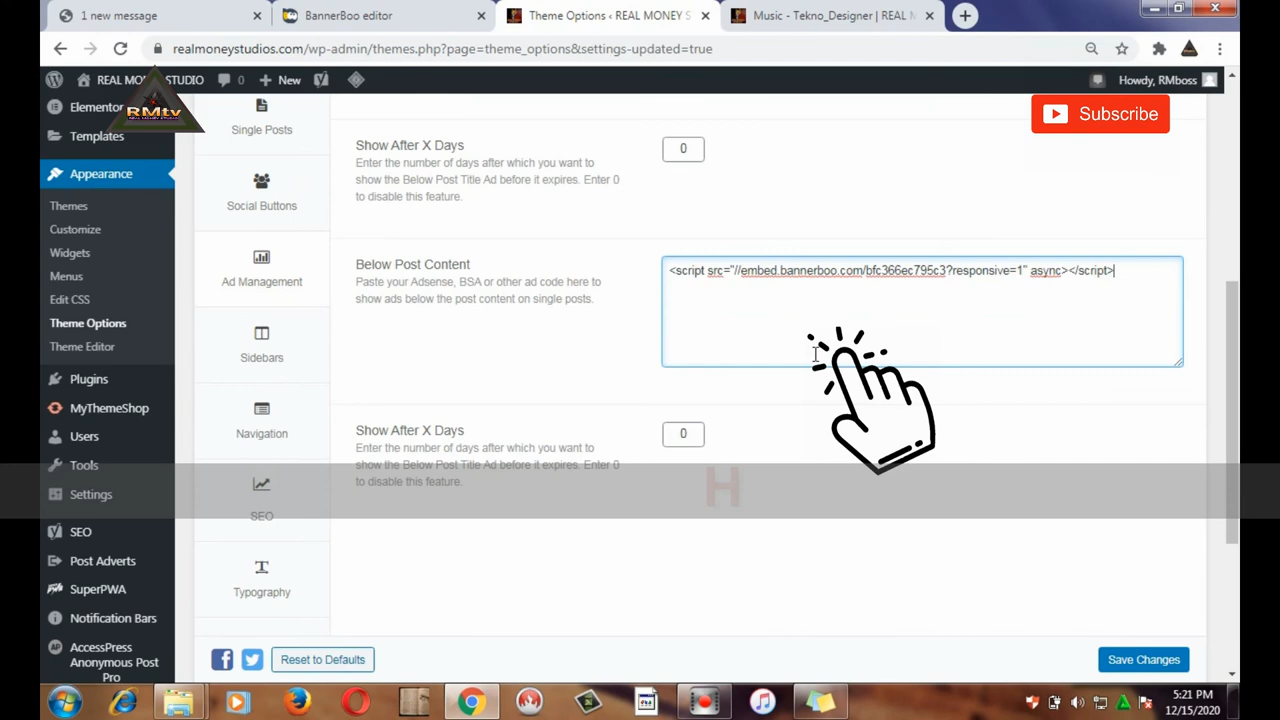 1 new message
BannerBoo editor
Theme Options ‹ REAL MONEY S
Music - Tekno_Designer | REAL M
realmoneystudios.com/wp-admin/themes.php?page=theme_options&settings-updated=true
REAL MONEY STUDIO
0
New
Howdy, RMboss
RMtv
REAL MONEY STUDIO
Subscribe
Elementor
Templates
Appearance
Themes
Customize
Widgets
Menus
Edit CSS
Theme Options
Theme Editor
Plugins
MyThemeShop
Users
Tools
Settings
SEO
Post Adverts
SuperPWA
Notification Bars
AP
AccessPress
Anonymous Post
Pro
Single Posts
Social Buttons
Ad Management
Sidebars
Navigation
SEO
Typography
Show After X Days
Enter the number of days after which you want to
show the Below Post Title Ad before it expires. Enter 0
to disable this feature.
0
Below Post Content
Paste your Adsense, BSA or other ad code here to
show ads below the post content on single posts.
<script src="//embed.bannerboo.com/bfc366ec795c3?responsive=1" async></script>
Show After X Days
Enter the number of days after which you want to
show the Below Post Title Ad before it expires. Enter 0
to disable this feature.
0
H
Reset to Defaults
Save Changes
5:21 PM
12/15/2020